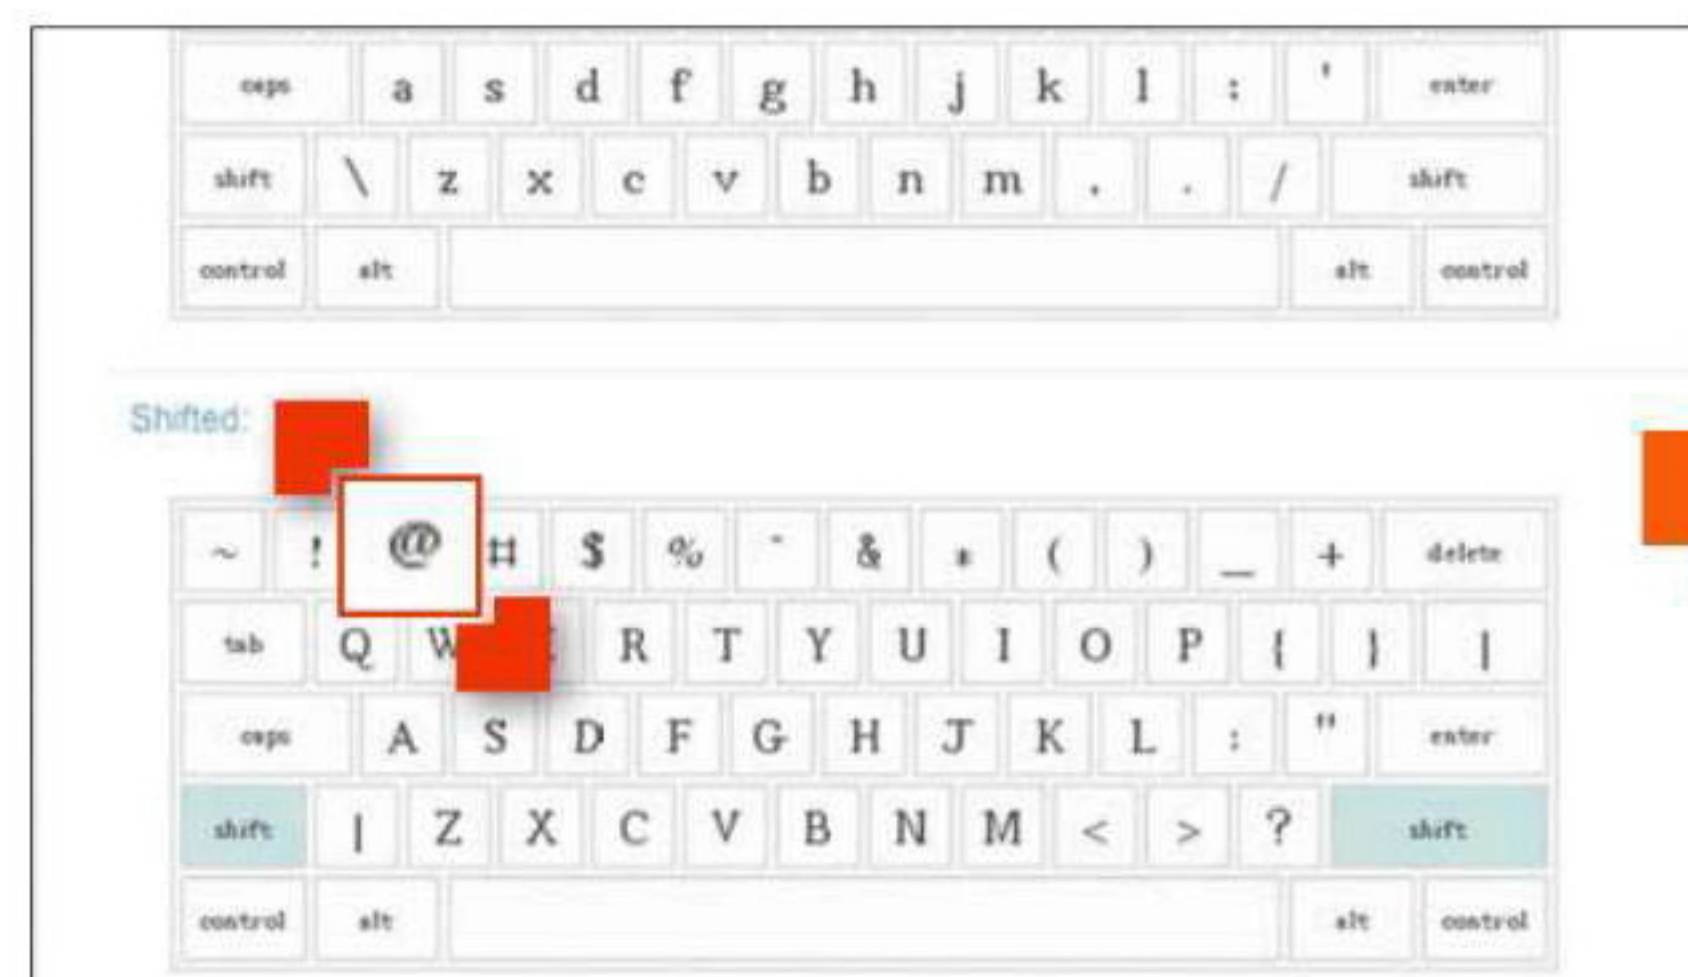 caps a s d f g h j k l : ' enter
shift \ z x c v b n m , . / shift
control alt alt control
Shifted:
~ ! @ # $ % ^ & * ( ) _ + delete
tab Q W R T Y U I O P { } |
caps A S D F G H J K L : " enter
shift | Z X C V B N M < > ? shift
control alt alt control